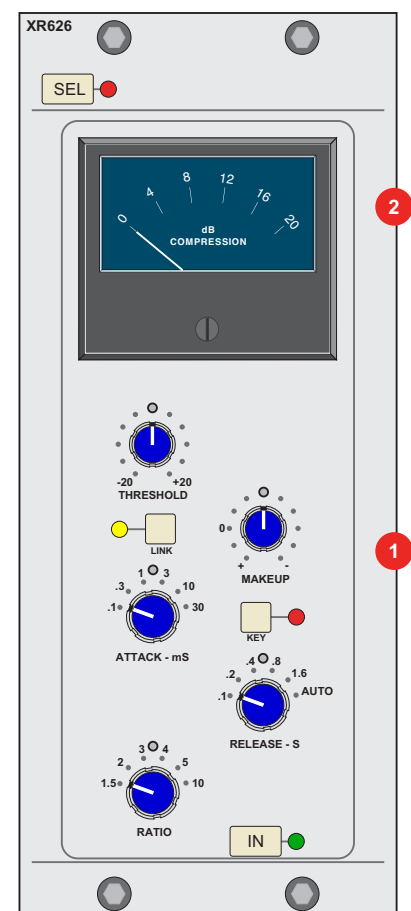 XR626
SEL
0 4 8 12 16 20
dB
COMPRESSION
2
-20 +20
THRESHOLD
LINK
0
+ -
MAKEUP
1
.1 .3 1 3 10 30
ATTACK - mS
KEY
.1 .2 .4 .8 1.6 AUTO
RELEASE - S
1.5 2 3 4 5 10
RATIO
IN